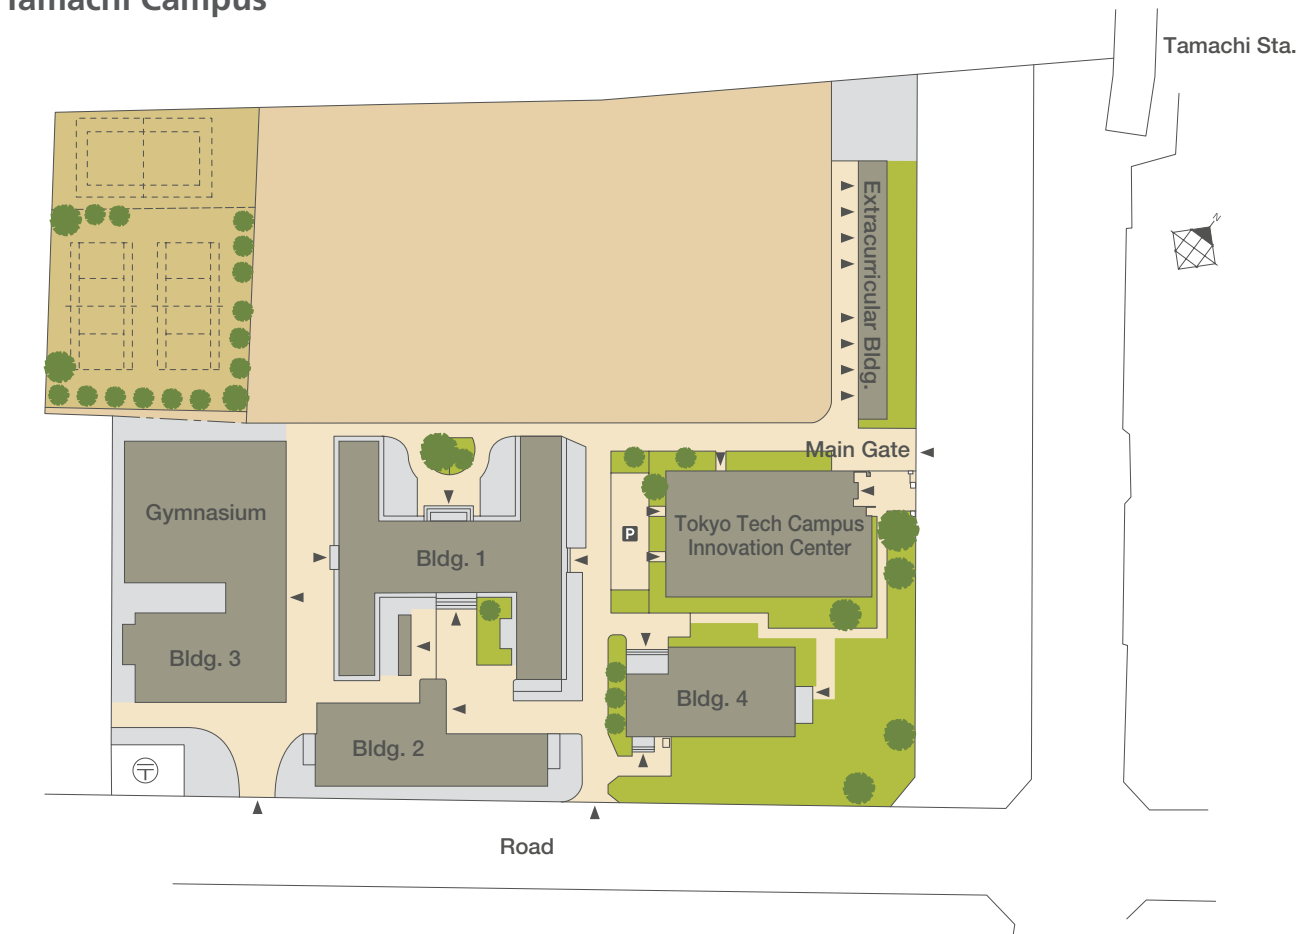 Tamachi Campus
Tamachi Sta.
N
Extracurricular Bldg.
Main Gate
Gymnasium
Tokyo Tech Campus
Innovation Center
P
Bldg. 1
Bldg. 3
Bldg. 4
Bldg. 2
〶
Road